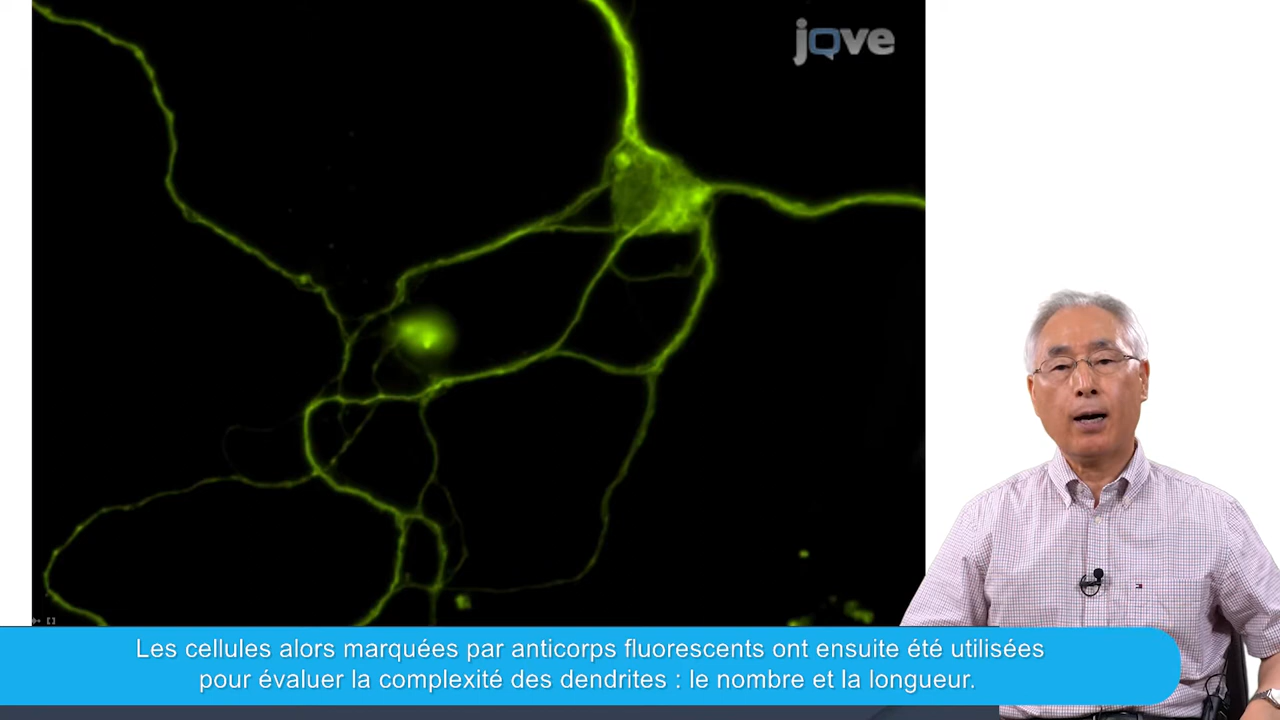 jove
Les cellules alors marquées par anticorps fluorescents ont ensuite été utilisées
pour évaluer la complexité des dendrites : le nombre et la longueur.